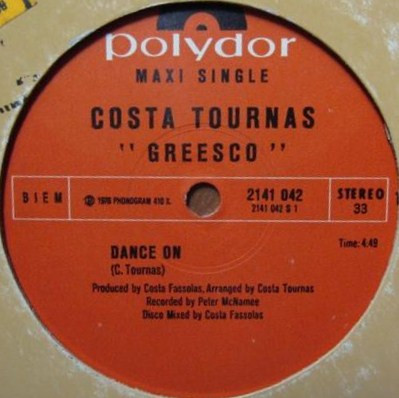 polydor
MAXI SINGLE
COSTA TOURNAS
" GREESCO "
BIEM
℗ 1978 PHONOGRAM 410 S.
2141 042
2141 042 S 1
STEREO
33
Time: 4.49
DANCE ON
(C. Tournas)
Produced by Costa Fassolas, Arranged by Costa Tournas
Recorded by Peter McNamee
Disco Mixed by Costa Fassolas